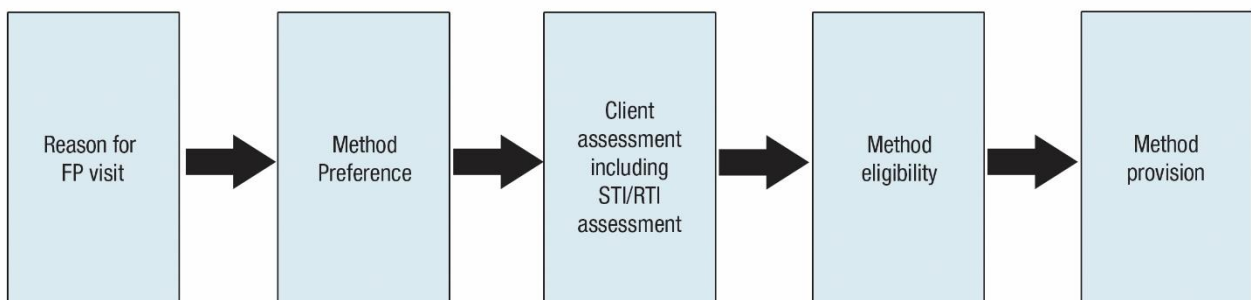 Reason for
FP visit
Method
Preference
Client
assessment
including
STI/RTI
assessment
Method
eligibility
Method
provision